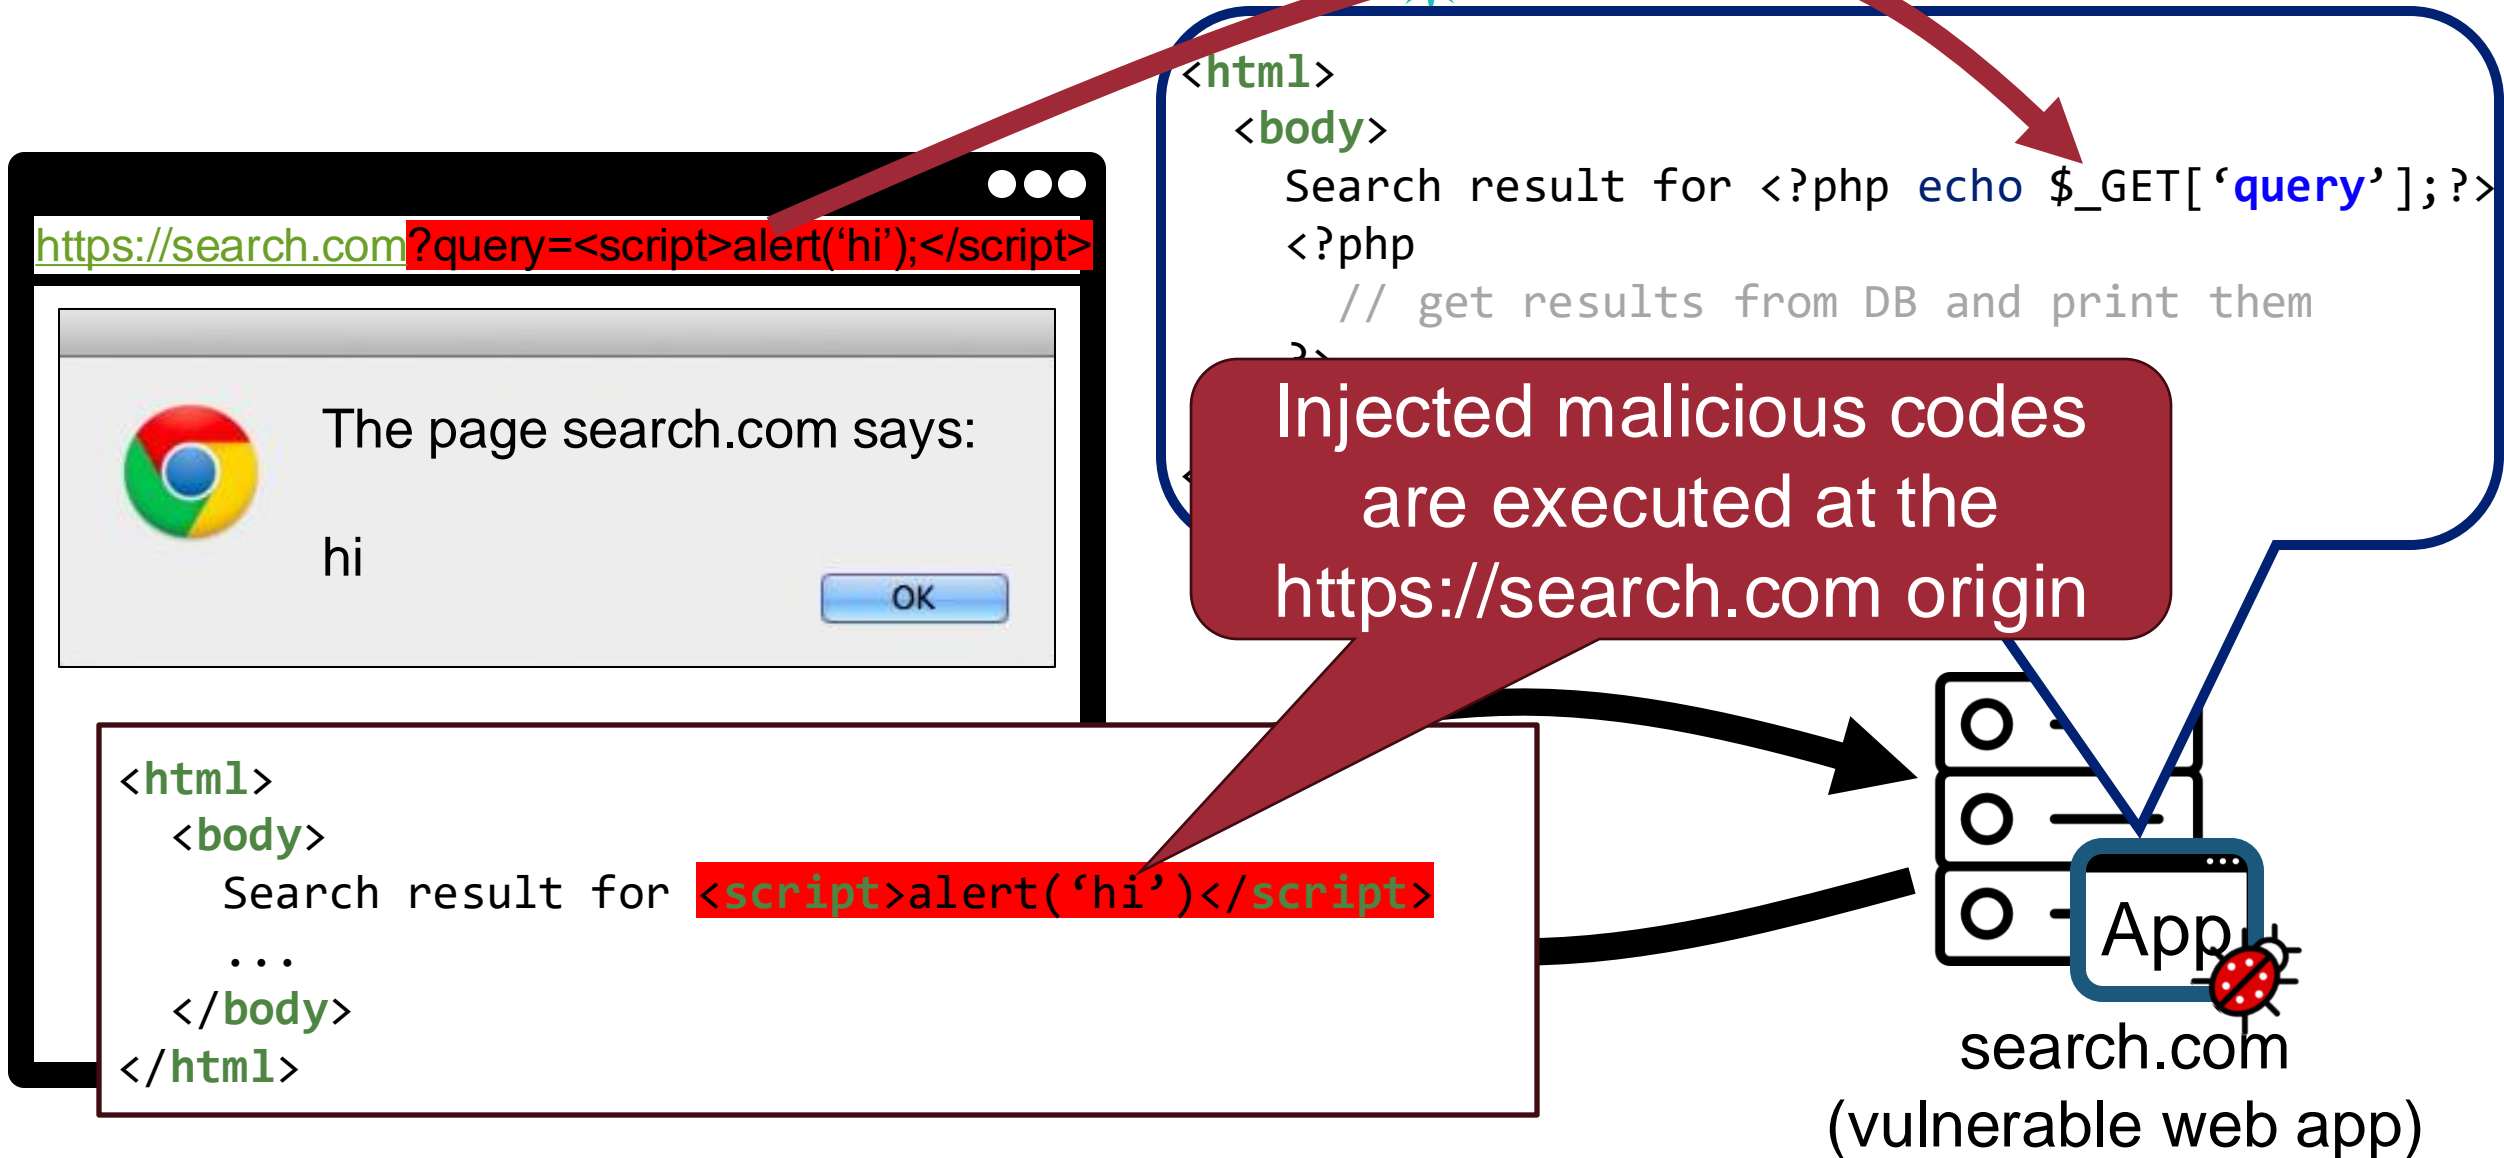 <html>
<body>
Search result for <?php echo $_GET[‘query’];?>
<?php
// get results from DB and print them
?>
https://search.com?query=<script>alert(‘hi’);</script>
The page search.com says:
hi
OK
Injected malicious codes
are executed at the
https://search.com origin
<html>
<body>
Search result for <script>alert(‘hi’)</script>
...
</body>
</html>
App
search.com
(vulnerable web app)